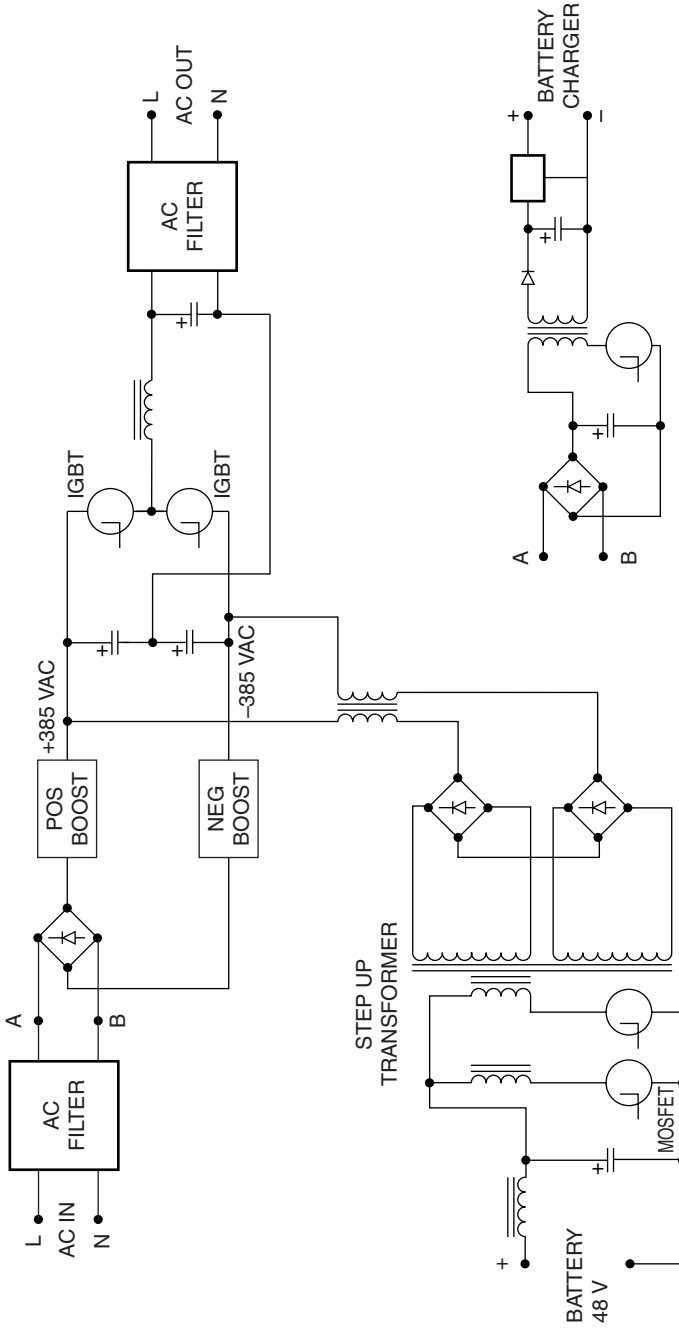 L
AC IN
N
AC
FILTER
A
B
POS
BOOST
NEG
BOOST
+385 VAC
–385 VAC
+
+
IGBT
IGBT
+
AC
FILTER
L
AC OUT
N
+
BATTERY
48 V
+
STEP UP
TRANSFORMER
MOSFET
A
B
+
+
+
BATTERY
CHARGER
–